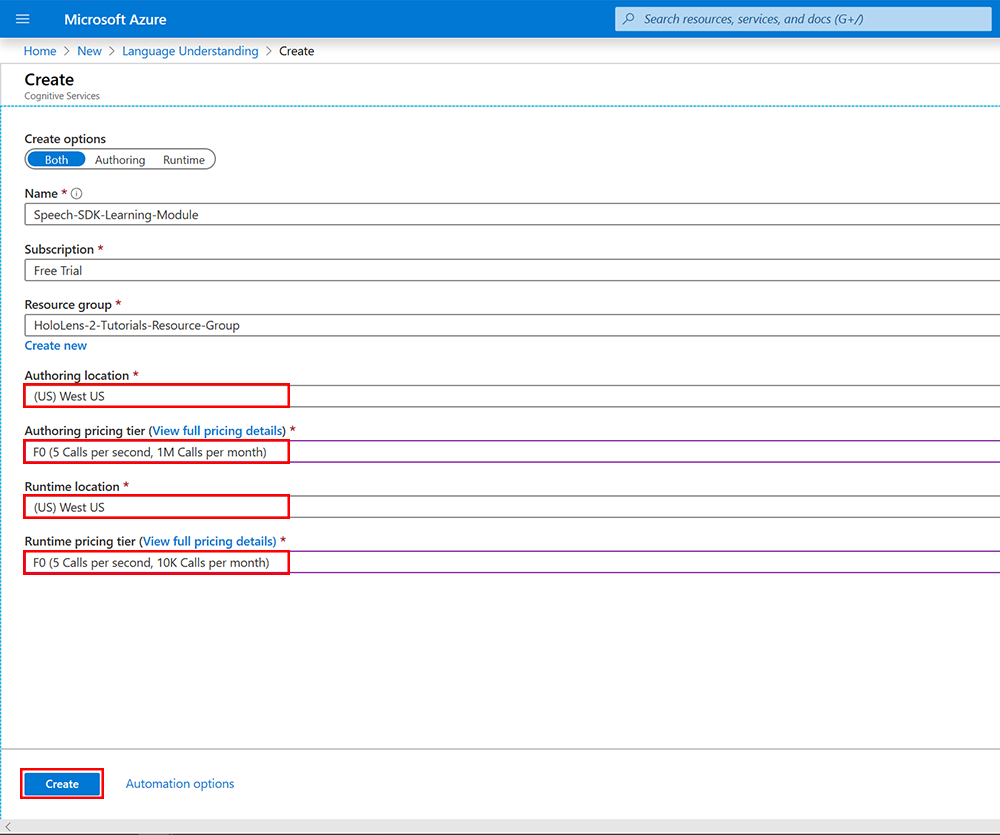 Microsoft Azure
Search resources, services, and docs (G+/)
Home > New > Language Understanding > Create
Create
Cognitive Services
Create options
Both Authoring Runtime
Name *
Speech-SDK-Learning-Module
Subscription *
Free Trial
Resource group *
HoloLens-2-Tutorials-Resource-Group
Create new
Authoring location *
(US) West US
Authoring pricing tier (View full pricing details) *
F0 (5 Calls per second, 1M Calls per month)
Runtime location *
(US) West US
Runtime pricing tier (View full pricing details) *
F0 (5 Calls per second, 10K Calls per month)
Create Automation options